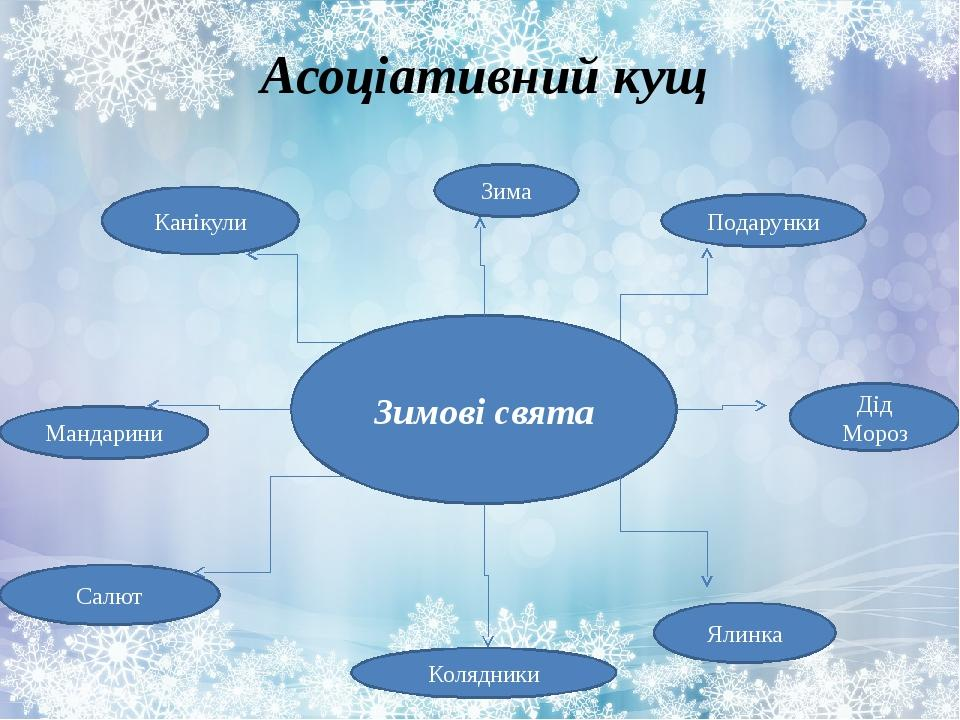 Асоціативний кущ
Зима
Канікули
Подарунки
Зимові свята
Дід
Мороз
Мандарини
Салют
Ялинка
Колядники